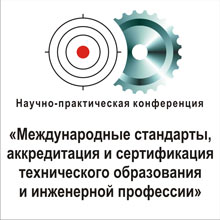 Научно-практическая конференция
«Международные стандарты,
аккредитация и сертификация
технического образования
и инженерной профессии»